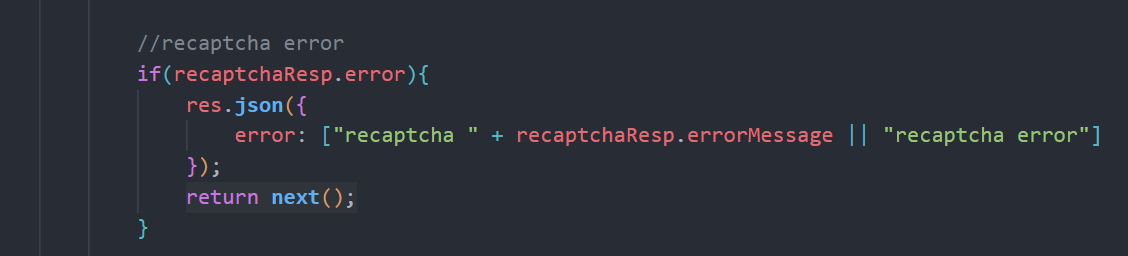 //recaptcha error
if(recaptchaResp.error){
res.json({
error: ["recaptcha " + recaptchaResp.errorMessage || "recaptcha error"]
});
return next();
}